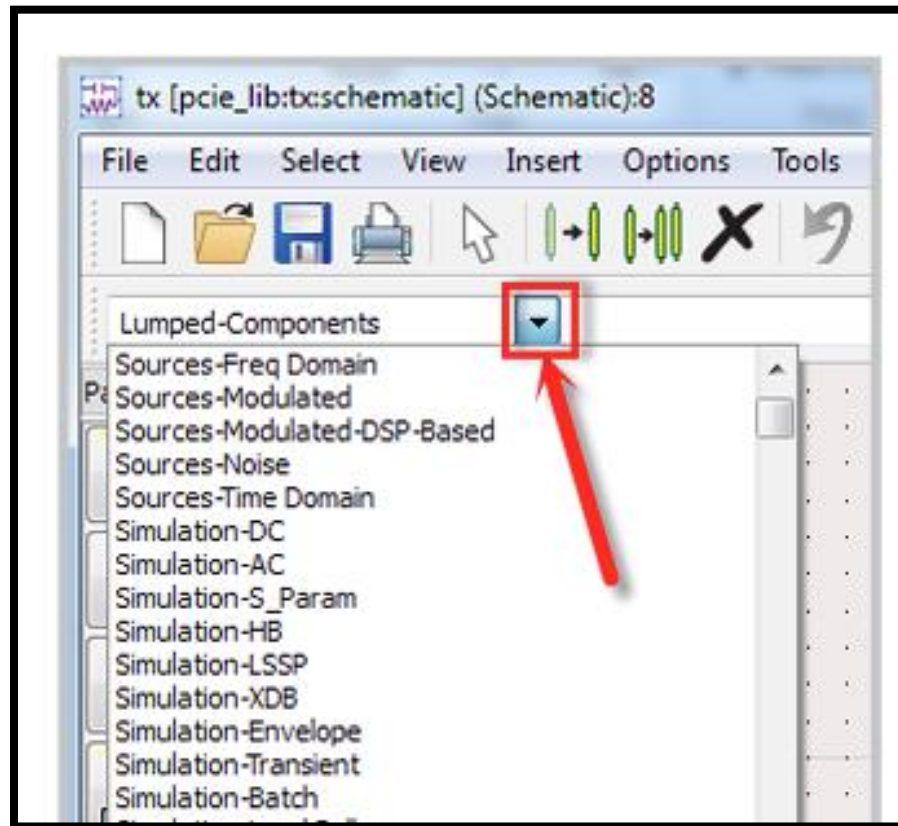 tx [pcie_lib:tx:schematic] (Schematic):8
File Edit Select View Insert Options Tools
Lumped-Components
Sources-Freq Domain
Sources-Modulated
Sources-Modulated-DSP-Based
Sources-Noise
Sources-Time Domain
Simulation-DC
Simulation-AC
Simulation-S_Param
Simulation-HB
Simulation-LSSP
Simulation-XDB
Simulation-Envelope
Simulation-Transient
Simulation-Batch